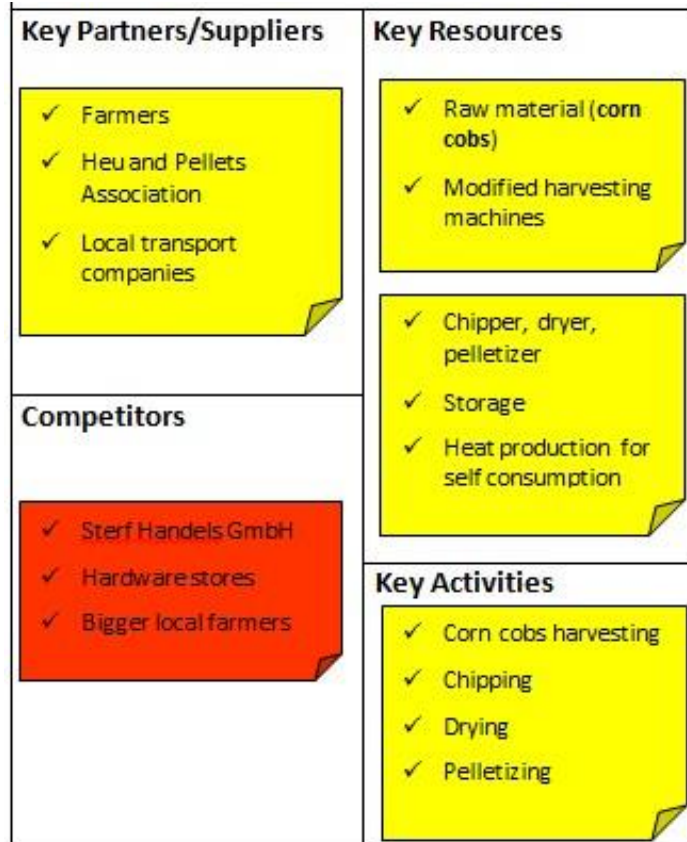 Key Partners/Suppliers
✓ Farmers
✓ Heu and Pellets
Association
✓ Local transport
companies
Competitors
✓ Sterf Handels GmbH
✓ Hardware stores
✓ Bigger local farmers
Key Resources
✓ Raw material (corn
cobs)
✓ Modified harvesting
machines
✓ Chipper, dryer,
pelletizer
✓ Storage
✓ Heat production for
self consumption
Key Activities
✓ Corn cobs harvesting
✓ Chipping
✓ Drying
✓ Pelletizing